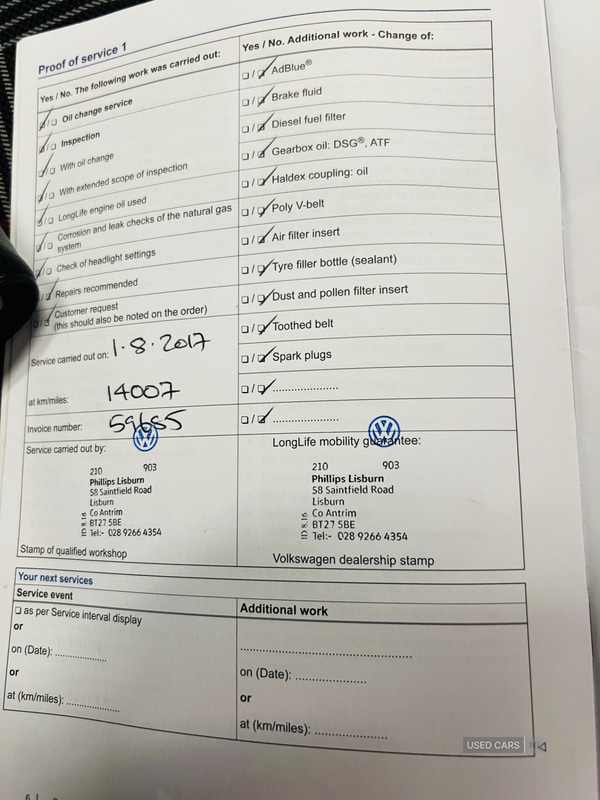 Proof of service 1
Yes / No. The following work was carried out:
☑/☐ Oil change service
☑/☐ Inspection
☑/☐ With oil change
☑/☐ With extended scope of inspection
☑/☐ LongLife engine oil used
☑/☐ Corrosion and leak checks of the natural gas
system
☑/☐ Check of headlight settings
☐/☑ Repairs recommended
☐/☑ Customer request
(this should also be noted on the order)
Service carried out on: 1.8.2017
at km/miles: 14007
Invoice number:
Service carried out by:
210 903
Phillips Lisburn
58 Saintfield Road
Lisburn
Co Antrim
BT27 5BE
Tel:- 028 9266 4354
ID 8.16
Stamp of qualified workshop
Yes / No. Additional work - Change of:
☐/☑ AdBlue®
☐/☑ Brake fluid
☐/☑ Diesel fuel filter
☐/☑ Gearbox oil: DSG®, ATF
☐/☑ Haldex coupling: oil
☐/☑ Poly V-belt
☐/☑ Air filter insert
☐/☑ Tyre filler bottle (sealant)
☐/☑ Dust and pollen filter insert
☐/☑ Toothed belt
☐/☑ Spark plugs
☐/☑ .....................
☐/☑ .....................
LongLife mobility guarantee:
210 903
Phillips Lisburn
58 Saintfield Road
Lisburn
Co Antrim
BT27 5BE
Tel:- 028 9266 4354
ID 8.16
Volkswagen dealership stamp
Your next services
Service event
☐ as per Service interval display
or
on (Date): ................
or
at (km/miles): ................
Additional work
......................................................
on (Date): ......................
or
at (km/miles): ......................
USED CARS